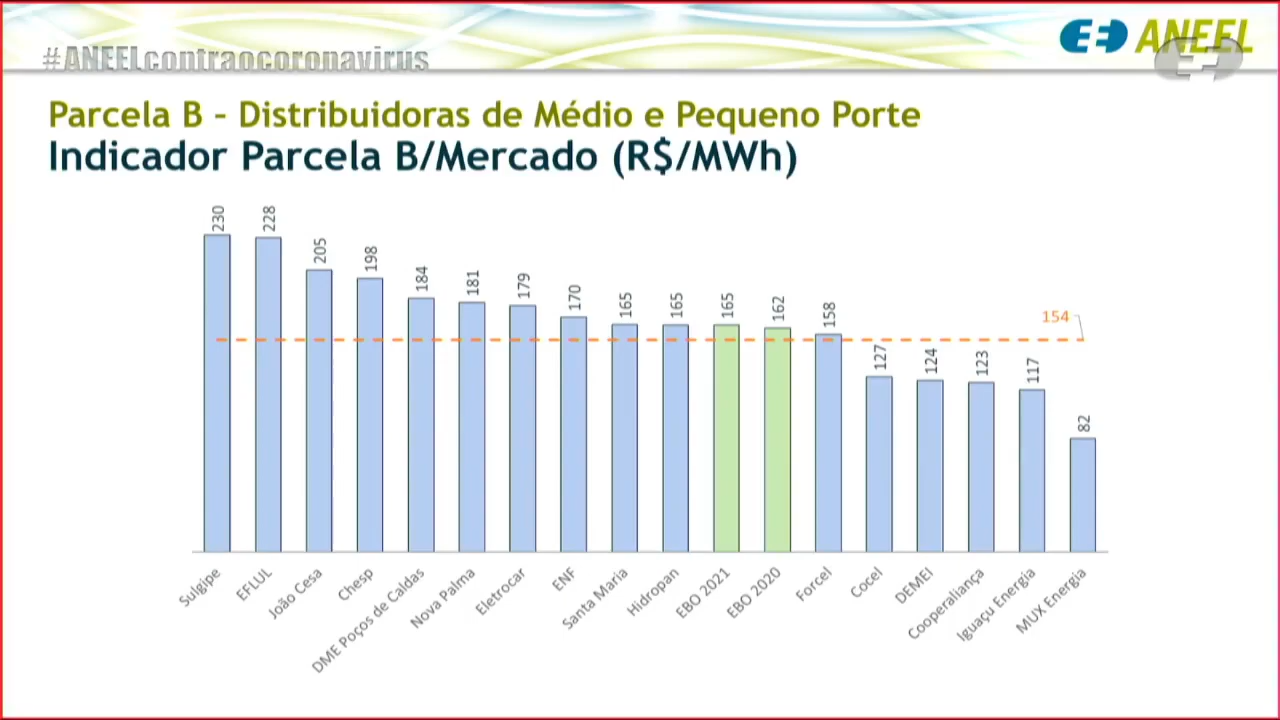 #ANEELcontraocoronavirus
ANEEL
Parcela B – Distribuidoras de Médio e Pequeno Porte
Indicador Parcela B/Mercado (R$/MWh)
230
228
205
198
184
181
179
170
165
165
165
162
158
127
124
123
117
82
154
Sulgipe
EFLUL
João Cesa
Chesp
DME Poços de Caldas
Nova Palma
Eletrocar
ENF
Santa Maria
Hidropan
EBO 2021
EBO 2020
Forcel
Cocel
DEMEI
Cooperaliança
Iguaçu Energia
MUX Energia